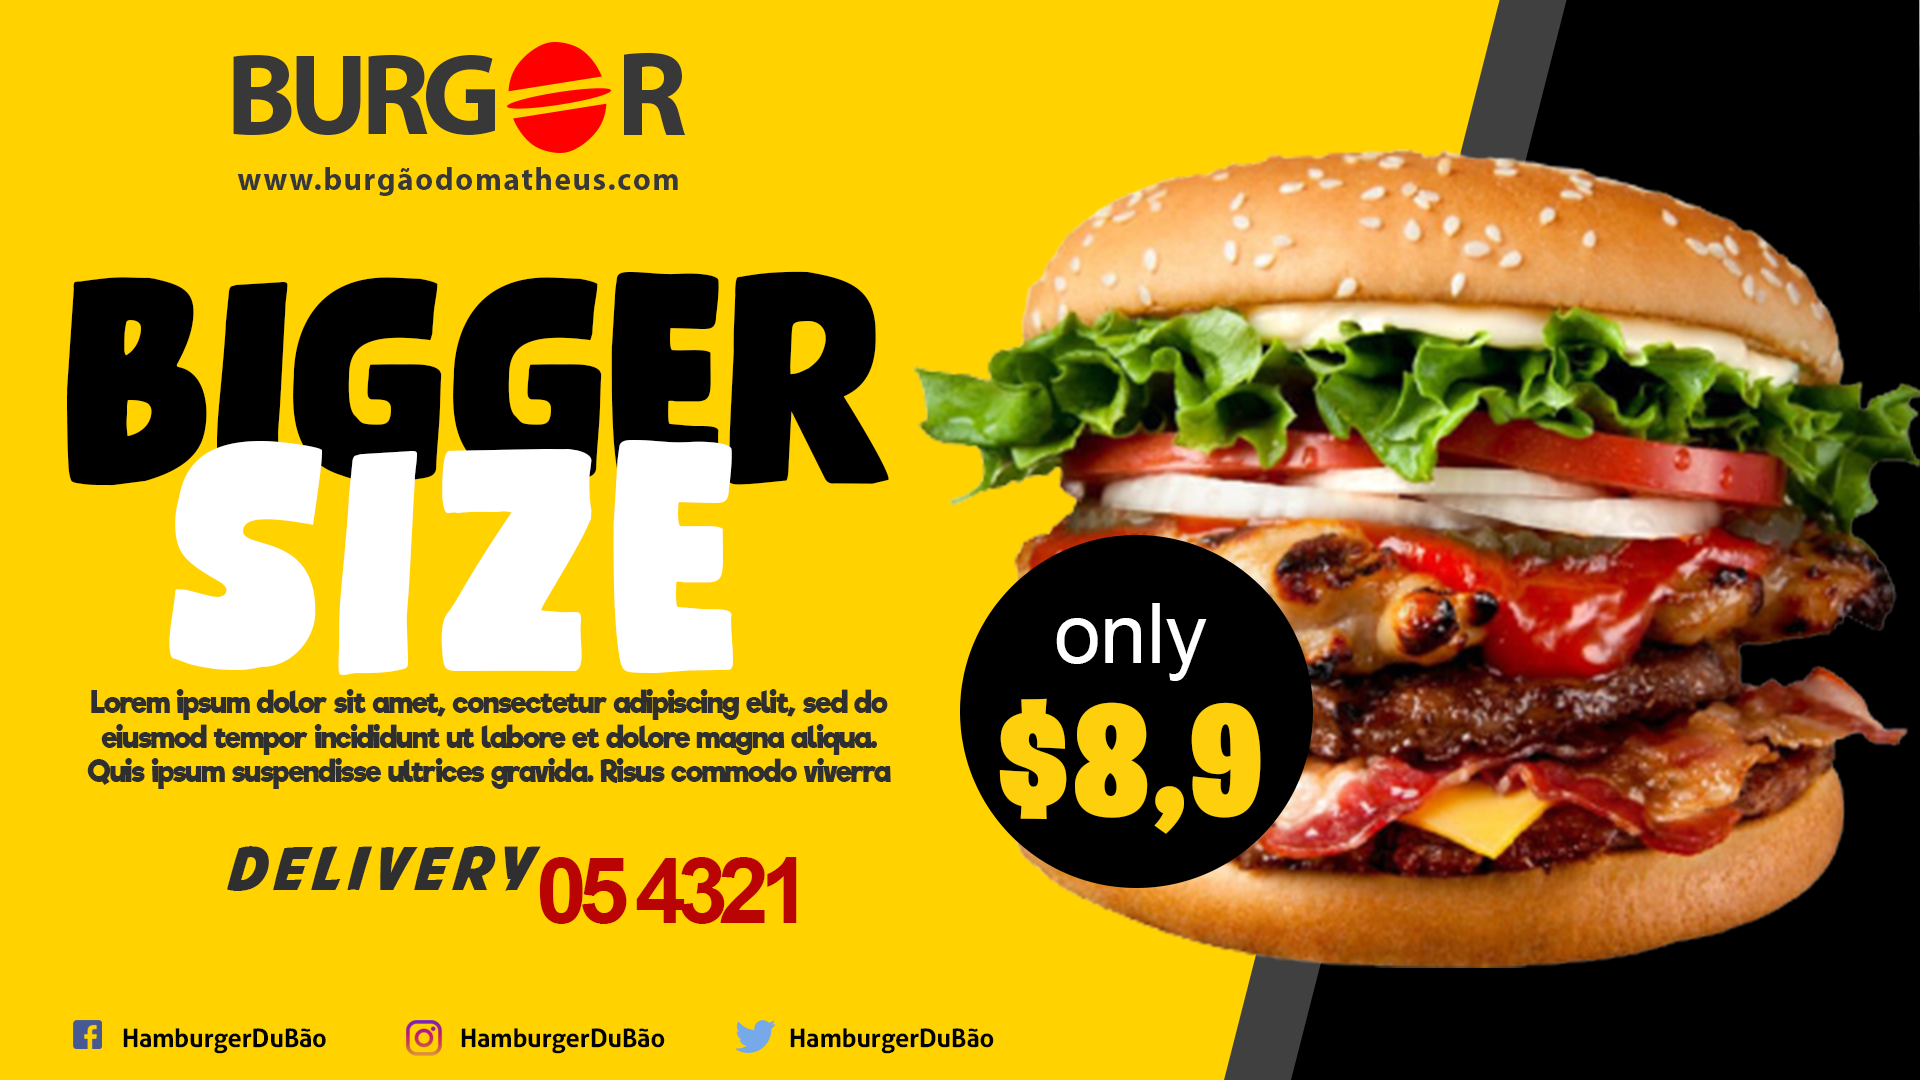 BURGER
www.burgãodomatheus.com
BIGGER
SIZE
Lorem ipsum dolor sit amet, consectetur adipiscing elit, sed do
eiusmod tempor incididunt ut labore et dolore magna aliqua.
Quis ipsum suspendisse ultrices gravida. Risus commodo viverra
only
$8,9
DELIVERY 05 4321
HamburgerDuBão
HamburgerDuBão
HamburgerDuBão